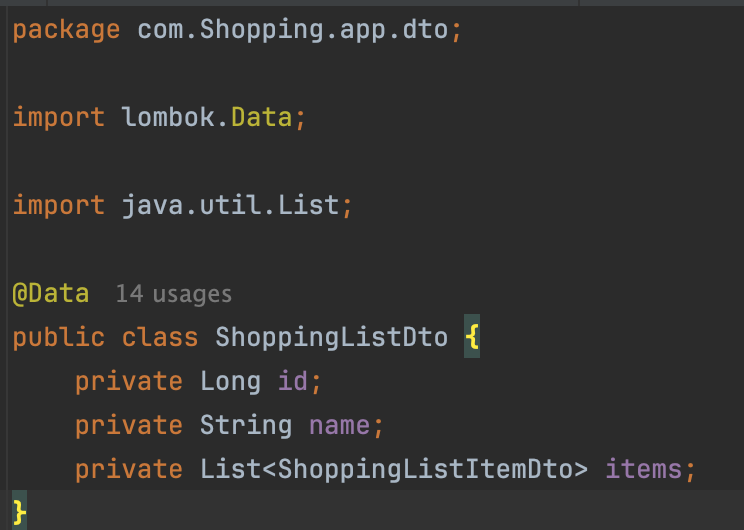 package com.Shopping.app.dto;
import lombok.Data;
import java.util.List;
@Data 14 usages
public class ShoppingListDto {
    private Long id;
    private String name;
    private List<ShoppingListItemDto> items;
}